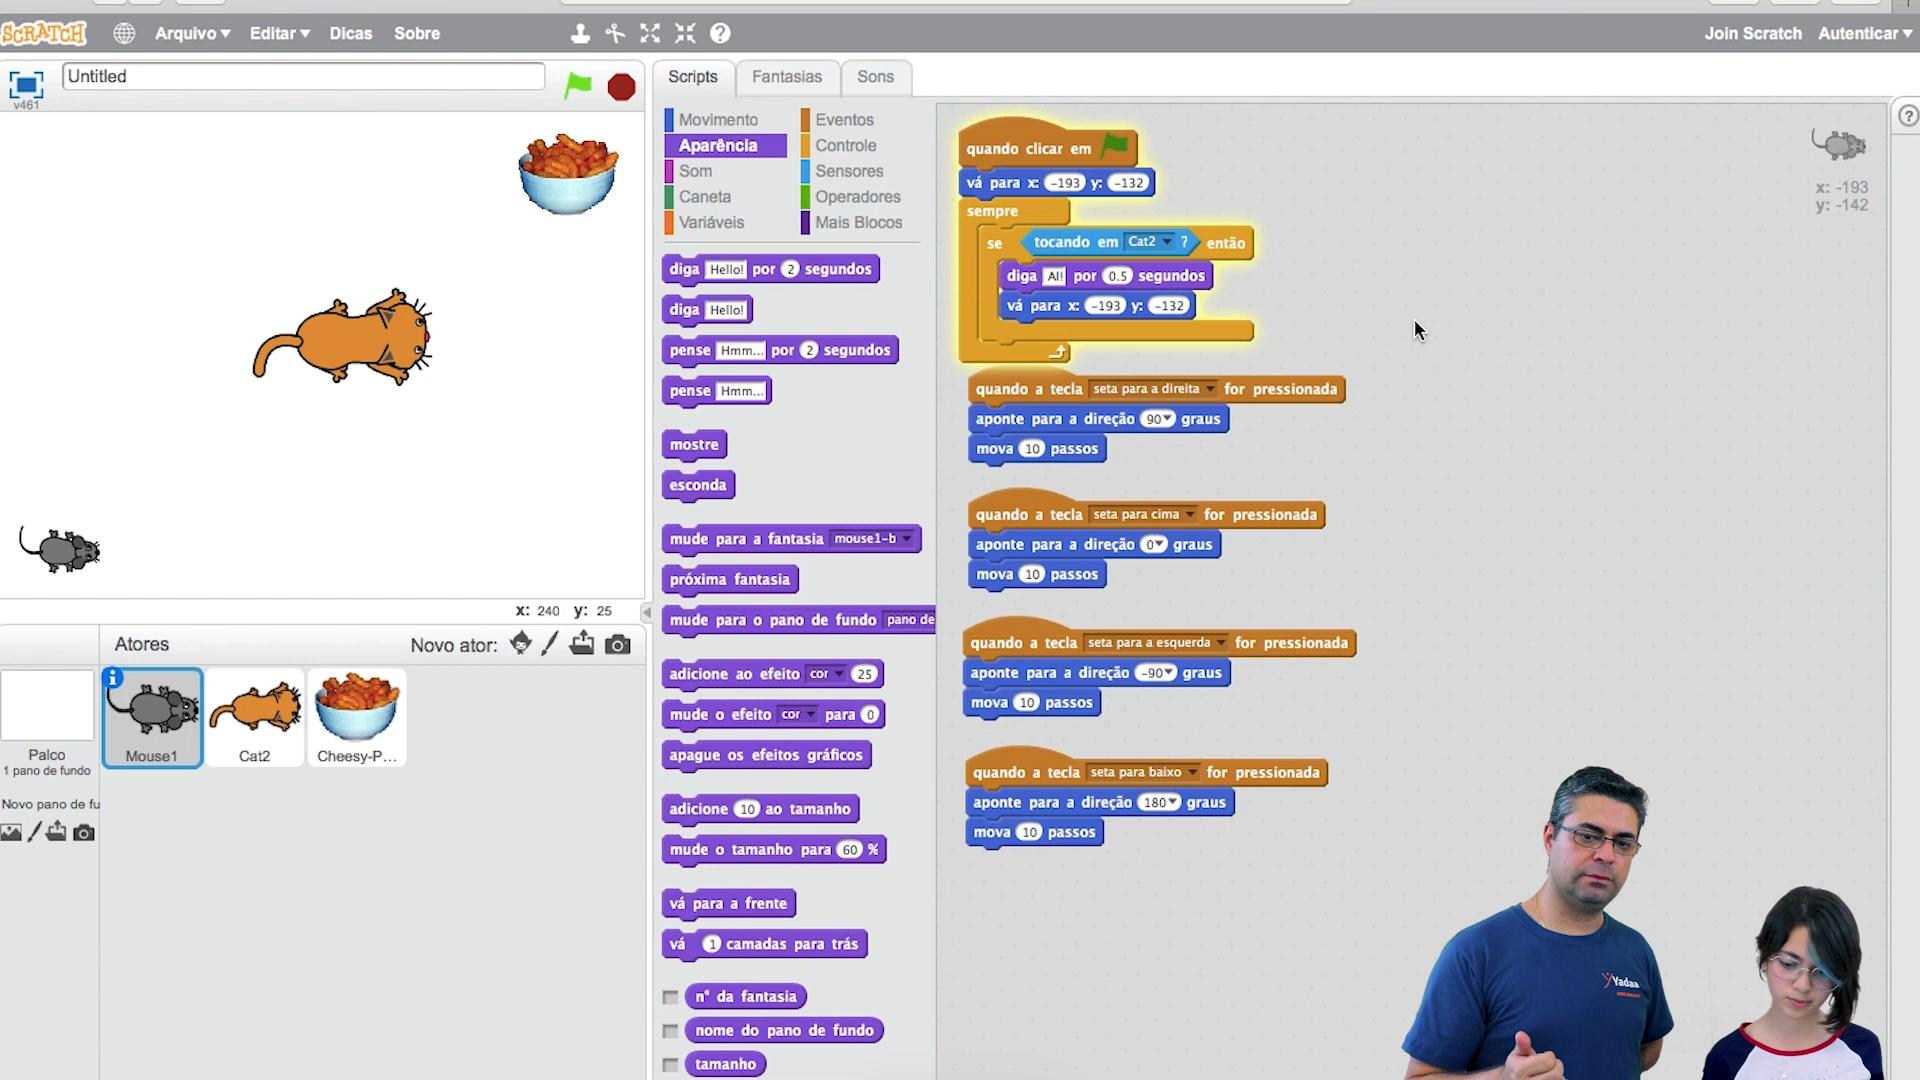 SCRATCH
Arquivo▼ Editar▼ Dicas Sobre
Join Scratch Autenticar▼
v461
Untitled
Scripts Fantasias Sons
Movimento Eventos
Aparência Controle
Som Sensores
Caneta Operadores
Variáveis Mais Blocos
diga Hello! por 2 segundos
diga Hello!
pense Hmm... por 2 segundos
pense Hmm...
mostre
esconda
mude para a fantasia mouse1-b
próxima fantasia
mude para o pano de fundo pano de
adicione ao efeito cor 25
mude o efeito cor para 0
apague os efeitos gráficos
adicione 10 ao tamanho
mude o tamanho para 60 %
vá para a frente
vá 1 camadas para trás
n° da fantasia
nome do pano de fundo
tamanho
quando clicar em
vá para x: -193 y: -132
sempre
se tocando em Cat2 ? então
diga AI! por 0.5 segundos
vá para x: -193 y: -132
quando a tecla seta para a direita for pressionada
aponte para a direção 90 graus
mova 10 passos
quando a tecla seta para cima for pressionada
aponte para a direção 0 graus
mova 10 passos
quando a tecla seta para a esquerda for pressionada
aponte para a direção -90 graus
mova 10 passos
quando a tecla seta para baixo for pressionada
aponte para a direção 180 graus
mova 10 passos
x: -193
y: -142
x: 240 y: 25
Atores Novo ator:
Mouse1 Cat2 Cheesy-P...
Palco
1 pano de fundo
Novo pano de fu
Yadaa